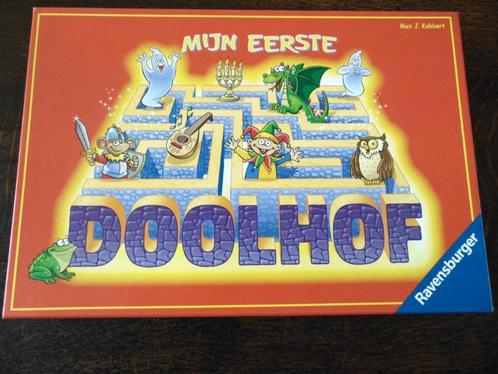 Max J. Kobbert
MIJN EERSTE
DOOLHOF
Ravensburger